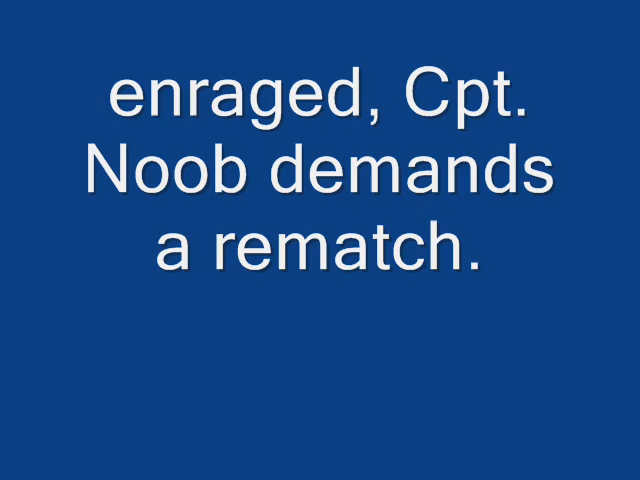 enraged, Cpt.
Noob demands
a rematch.